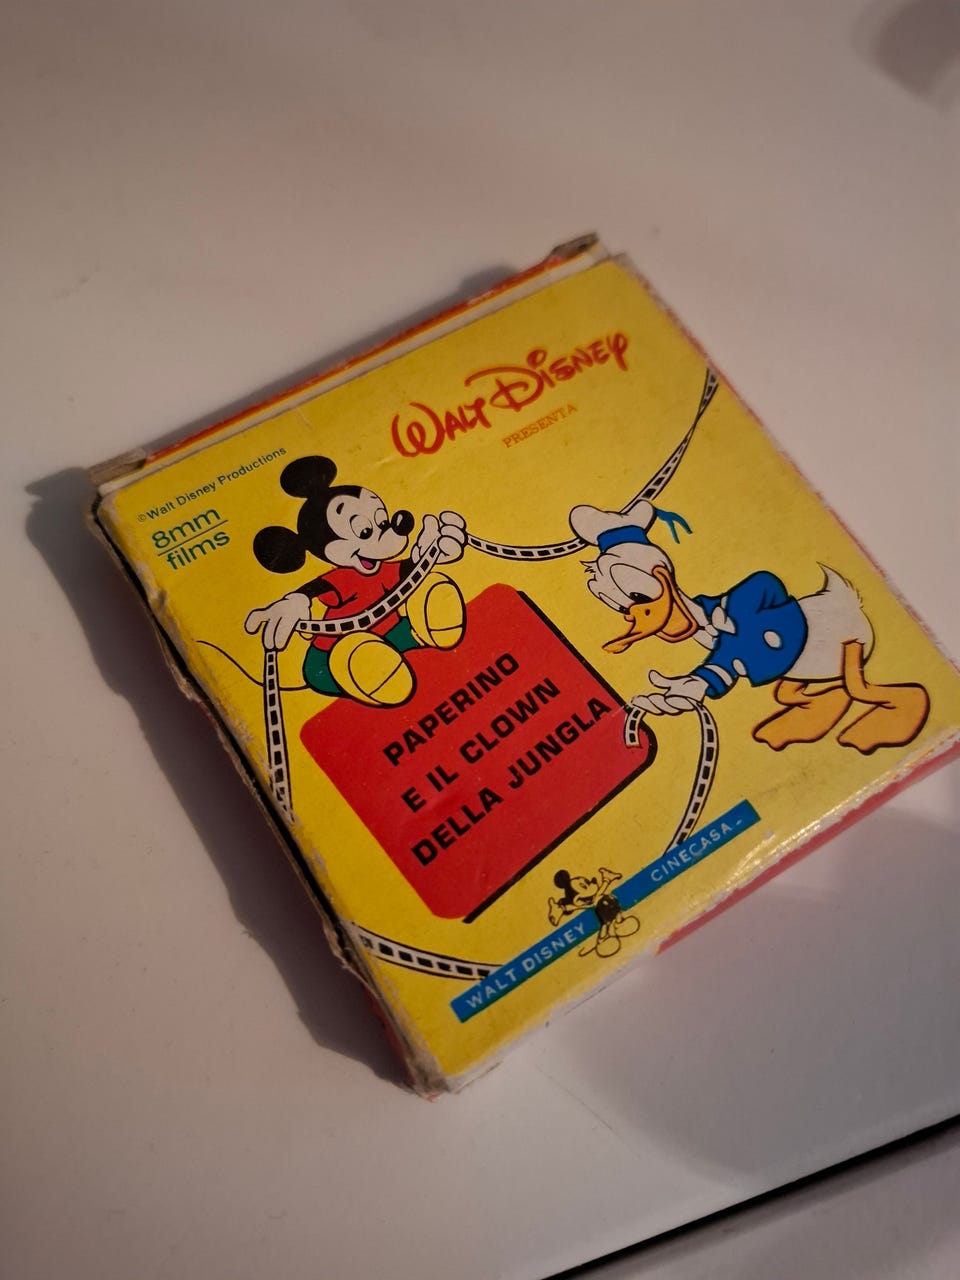 WALT DISNEY
PRESENTA
©Walt Disney Productions
8mm
films
PAPERINO
E IL CLOWN
DELLA JUNGLA
WALT DISNEY CINECASA-